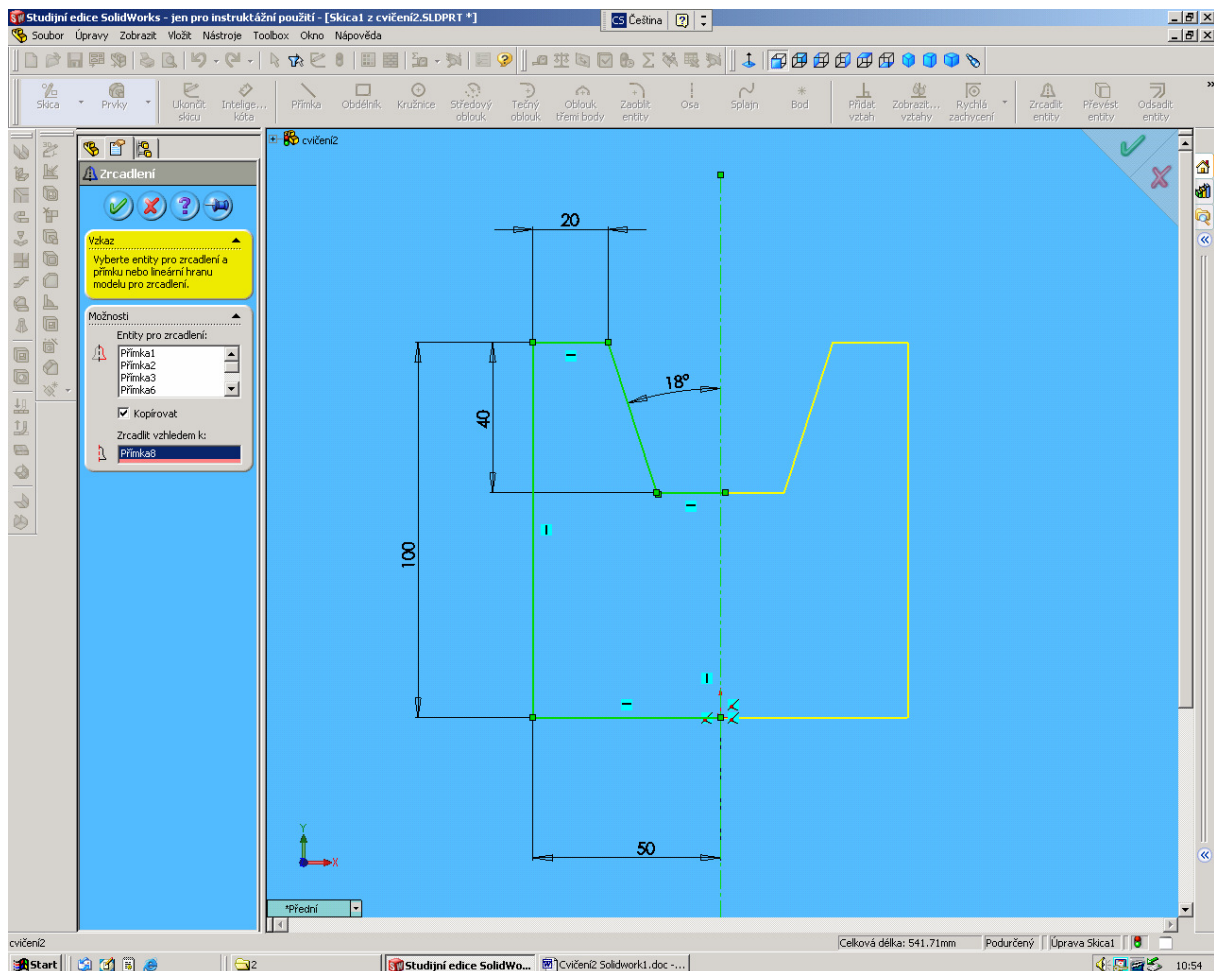 Studijní edice SolidWorks - jen pro instruktážní použití - [Skica1 z cvičení2.SLDPRT *]
CS Čeština
Soubor Úpravy Zobrazit Vložit Nástroje Toolbox Okno Nápověda
Skica Prvky Ukončit skicu Intelige... kóta Přímka Obdélník Kružnice Středový oblouk Tečný oblouk Oblouk třemi body Zaoblit entity Osa Splajn Bod Přidat vztah Zobrazit... vztahy Rychlá zachycení Zrcadlit entity Převést entity Odsadit entity
cvičení2
Zrcadlení
Vzkaz
Vyberte entity pro zrcadlení a
přímku nebo lineární hranu
modelu pro zrcadlení.
Možnosti
Entity pro zrcadlení:
Přímka1
Přímka2
Přímka3
Přímka6
Kopírovat
Zrcadlit vzhledem k:
Přímka8
20
18°
40
100
50
Y
X
*Přední
cvičení2
Celková délka: 541.71mm Podurčený Úprava Skica1
Start 2 Studijní edice SolidWo... Cvičení2 Solidwork1.doc -... 10:54